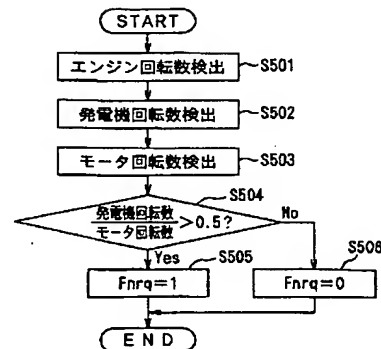 START
エンジン回転数検出 S501
発電機回転数検出 S502
モータ回転数検出 S503
S504
発電機回転数
モータ回転数
>0.5?
No
Yes
S505
S506
Fnrq=1
Fnrq=0
END